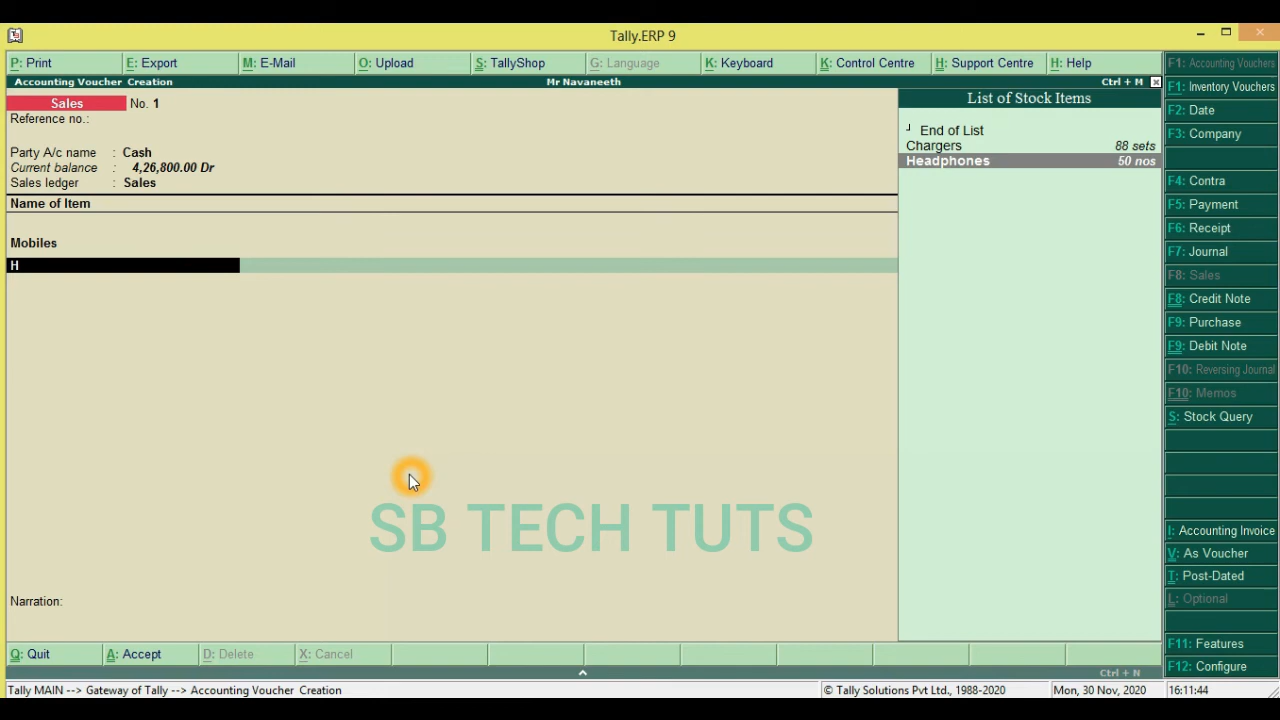 Tally.ERP 9
P: Print E: Export M: E-Mail O: Upload S: TallyShop G: Language K: Keyboard K: Control Centre H: Support Centre H: Help
Accounting Voucher Creation Mr Navaneeth Ctrl + M
Sales No. 1
Reference no.:
Party A/c name : Cash
Current balance : 4,26,800.00 Dr
Sales ledger : Sales
Name of Item
Mobiles
H
Narration:
List of Stock Items
End of List
Chargers 88 sets
Headphones 50 nos
F1: Accounting Vouchers
F1: Inventory Vouchers
F2: Date
F3: Company
F4: Contra
F5: Payment
F6: Receipt
F7: Journal
F8: Sales
F8: Credit Note
F9: Purchase
F9: Debit Note
F10: Reversing Journal
F10: Memos
S: Stock Query
I: Accounting Invoice
V: As Voucher
T: Post-Dated
L: Optional
F11: Features
F12: Configure
SB TECH TUTS
Q: Quit A: Accept D: Delete X: Cancel
Ctrl + N
Tally MAIN --> Gateway of Tally --> Accounting Voucher Creation © Tally Solutions Pvt Ltd., 1988-2020 Mon, 30 Nov, 2020 16:11:44